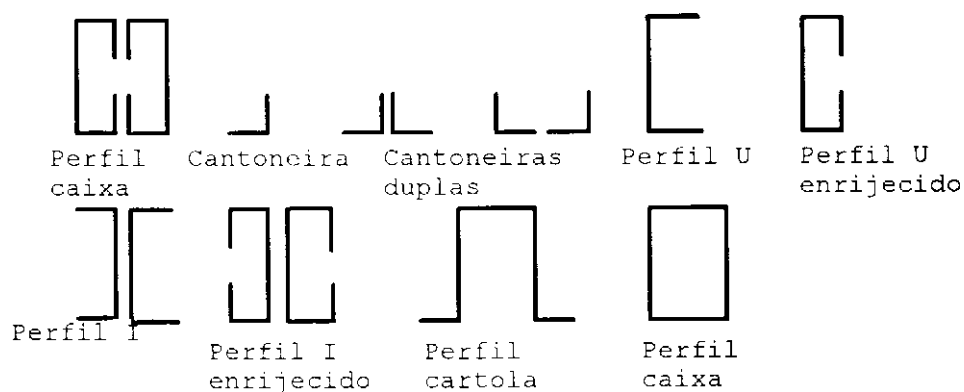 Perfil
caixa
Cantoneira
Cantoneiras
duplas
Perfil U
Perfil U
enrijecido
Perfil I
Perfil I
enrijecido
Perfil
cartola
Perfil
caixa